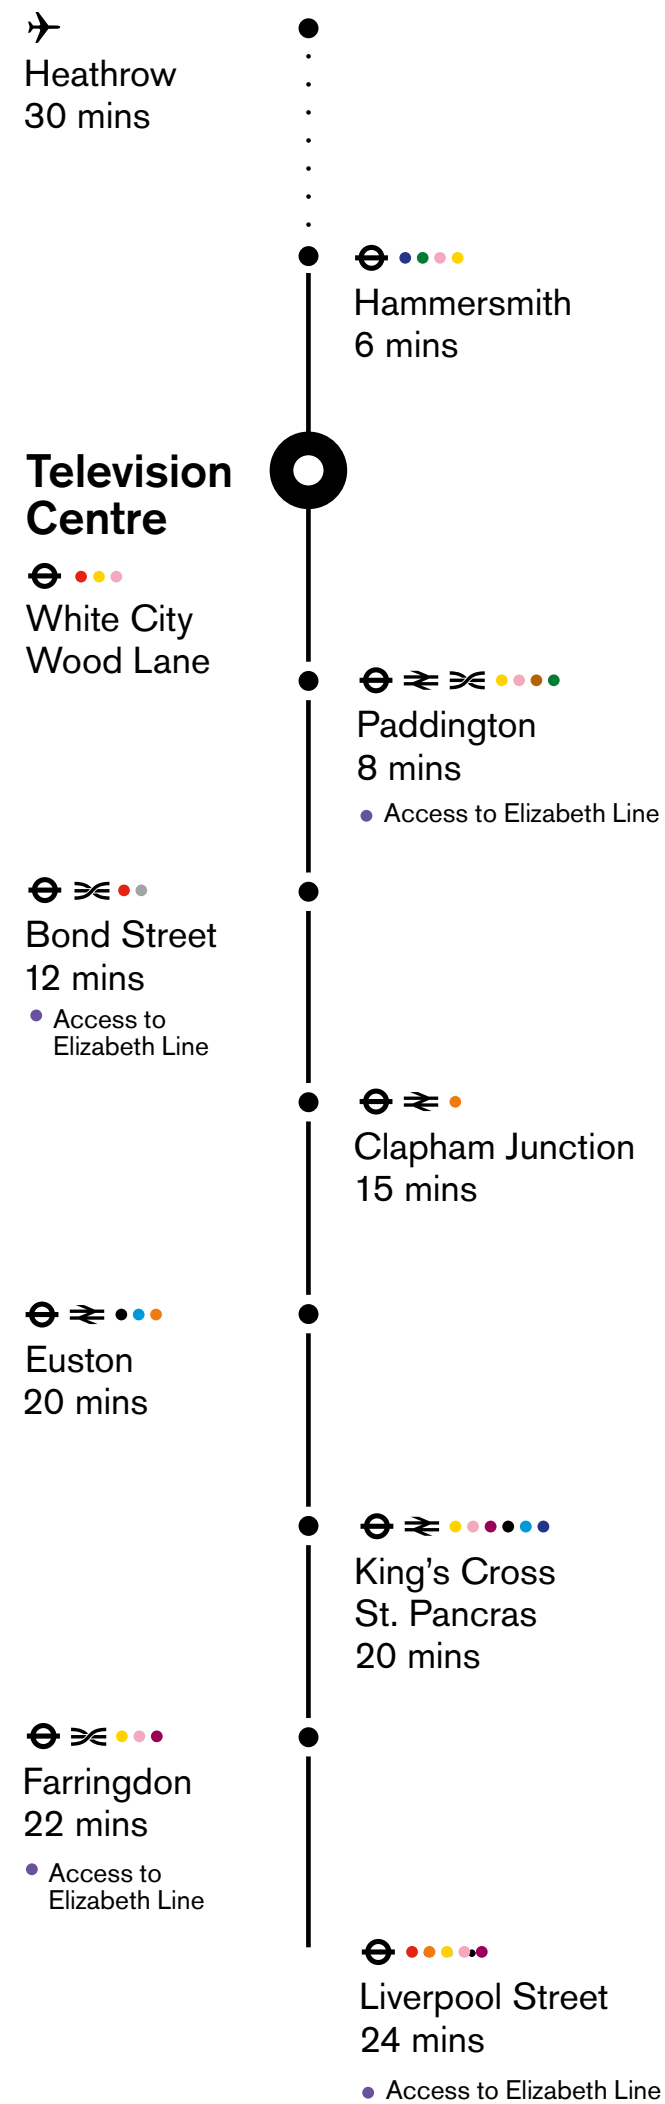 Heathrow
30 mins
Hammersmith
6 mins
Television
Centre
White City
Wood Lane
Paddington
8 mins
Access to Elizabeth Line
Bond Street
12 mins
Access to
Elizabeth Line
Clapham Junction
15 mins
Euston
20 mins
King’s Cross
St. Pancras
20 mins
Farringdon
22 mins
Access to
Elizabeth Line
Liverpool Street
24 mins
Access to Elizabeth Line